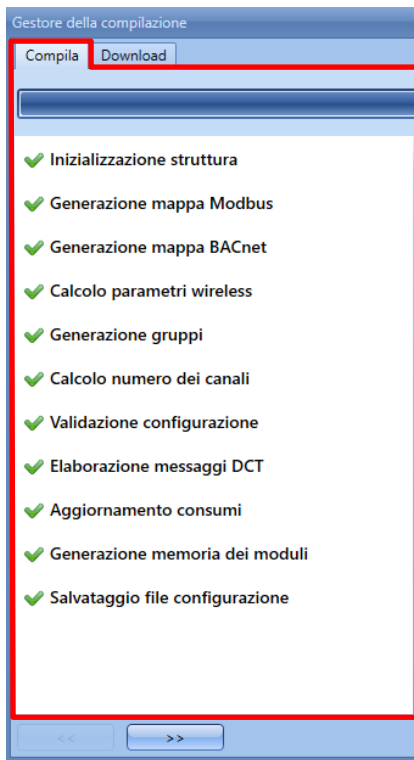 Gestore della compilazione
Compila Download
Inizializzazione struttura
Generazione mappa Modbus
Generazione mappa BACnet
Calcolo parametri wireless
Generazione gruppi
Calcolo numero dei canali
Validazione configurazione
Elaborazione messaggi DCT
Aggiornamento consumi
Generazione memoria dei moduli
Salvataggio file configurazione
<< >>